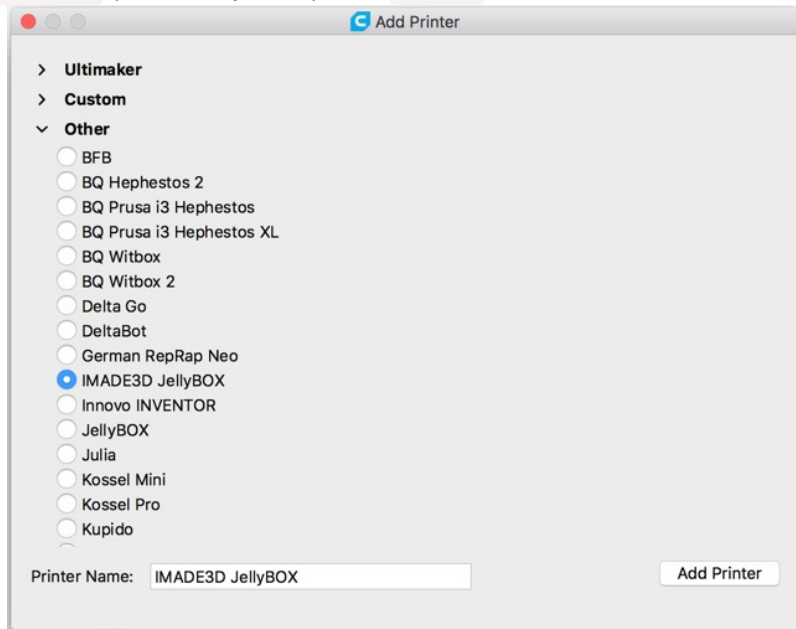 Add Printer
Ultimaker
Custom
Other
BFB
BQ Hephestos 2
BQ Prusa i3 Hephestos
BQ Prusa i3 Hephestos XL
BQ Witbox
BQ Witbox 2
Delta Go
DeltaBot
German RepRap Neo
IMADE3D JellyBOX
Innovo INVENTOR
JellyBOX
Julia
Kossel Mini
Kossel Pro
Kupido
Printer Name: IMADE3D JellyBOX Add Printer